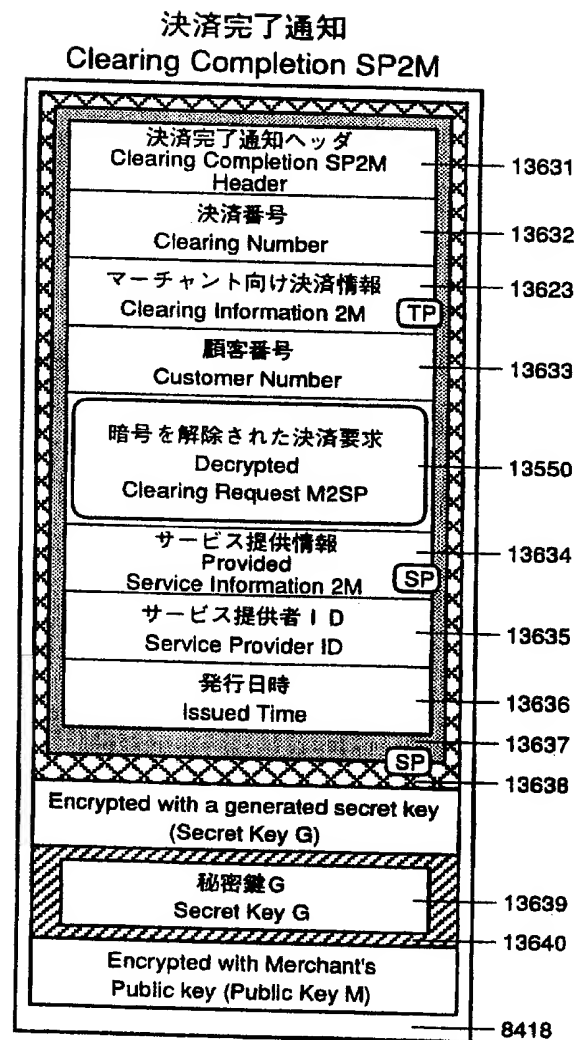 決済完了通知
Clearing Completion SP2M
決済完了通知ヘッダ
Clearing Completion SP2M
Header
13631
決済番号
Clearing Number
13632
マーチャント向け決済情報
Clearing Information 2M
TP
13623
顧客番号
Customer Number
13633
暗号を解除された決済要求
Decrypted
Clearing Request M2SP
13550
サービス提供情報
Provided
Service Information 2M
SP
13634
サービス提供者ID
Service Provider ID
13635
発行日時
Issued Time
13636
13637
SP
13638
Encrypted with a generated secret key
(Secret Key G)
秘密鍵G
Secret Key G
13639
13640
Encrypted with Merchant's
Public key (Public Key M)
8418